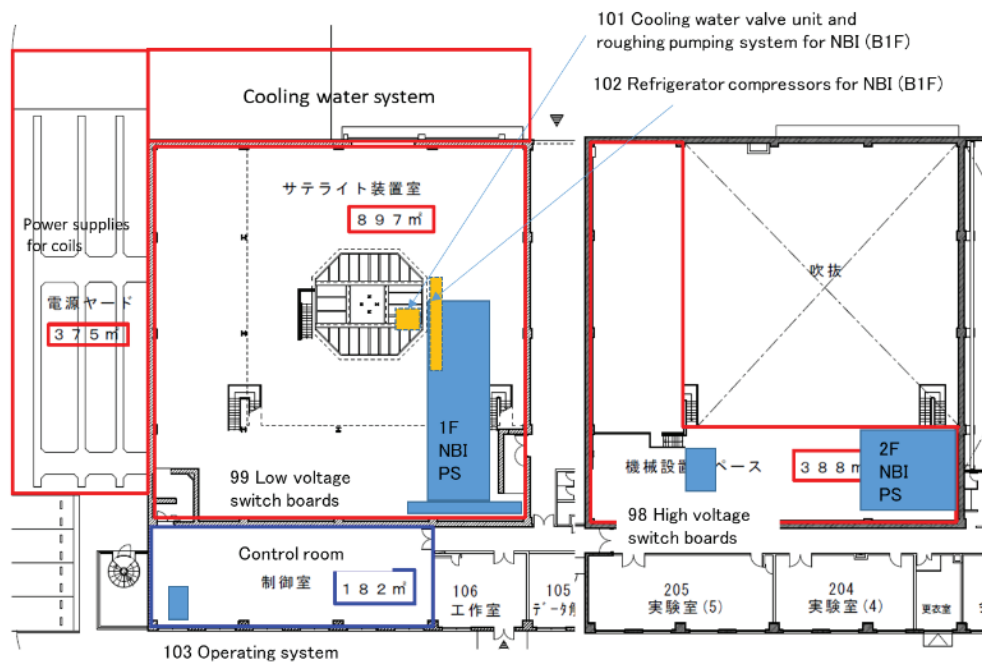 101 Cooling water valve unit and
roughing pumping system for NBI (B1F)
102 Refrigerator compressors for NBI (B1F)
Cooling water system
サテライト装置室
897㎡
Power supplies
for coils
電源ヤード
375㎡
吹抜
1F
NBI
PS
99 Low voltage
switch boards
機械設置
ペース
388㎡
2F
NBI
PS
98 High voltage
switch boards
Control room
制御室
182㎡
106
工作室
105
データ
205
実験室(5)
204
実験室(4)
更衣室
103 Operating system